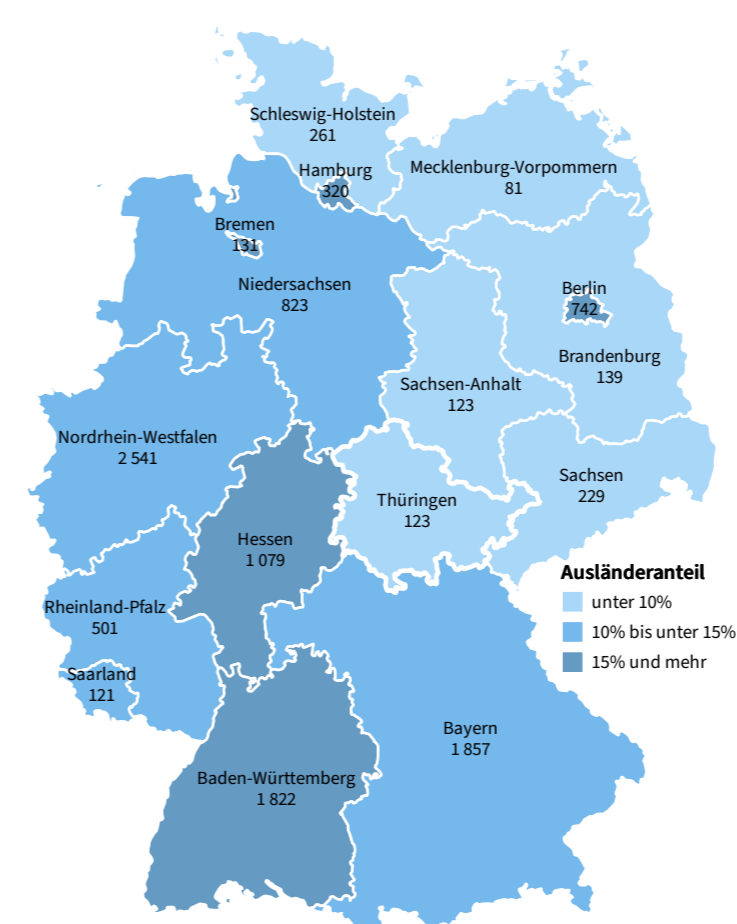 Schleswig-Holstein
261
Hamburg
320
Mecklenburg-Vorpommern
81
Bremen
131
Niedersachsen
823
Berlin
742
Brandenburg
139
Sachsen-Anhalt
123
Nordrhein-Westfalen
2 541
Sachsen
229
Thüringen
123
Hessen
1 079
Ausländeranteil
unter 10%
10% bis unter 15%
15% und mehr
Rheinland-Pfalz
501
Saarland
121
Bayern
1 857
Baden-Württemberg
1 822